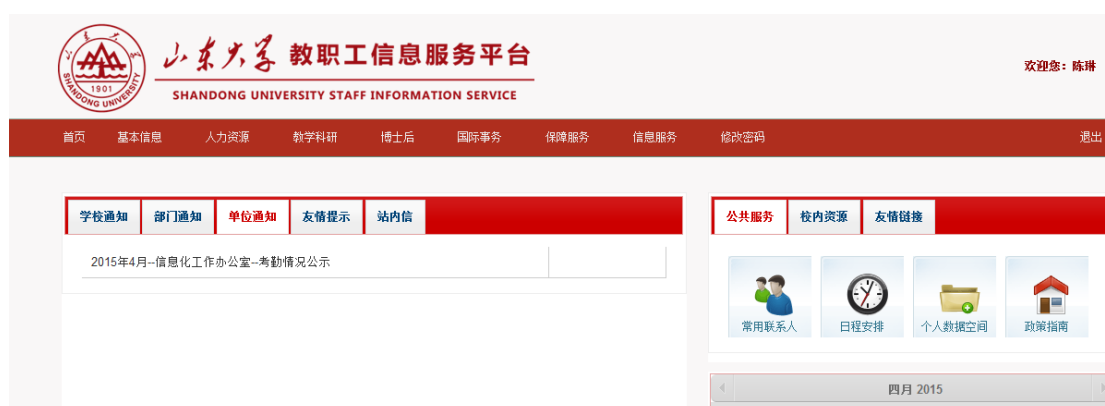 山东大学 教职工信息服务平台
SHANDONG UNIVERSITY STAFF INFORMATION SERVICE
1901
SHANDONG UNIVERSITY
欢迎您：陈琳
首页 基本信息 人力资源 教学科研 博士后 国际事务 保障服务 信息服务 修改密码 退出
学校通知 部门通知 单位通知 友情提示 站内信
公共服务 校内资源 友情链接
2015年4月--信息化工作办公室--考勤情况公示
常用联系人 日程安排 个人数据空间 政策指南
四月 2015